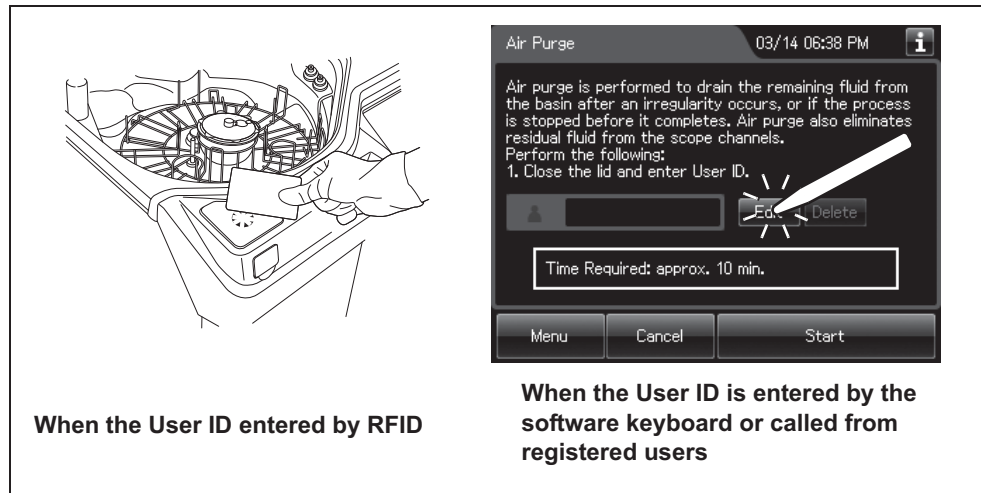 Air Purge
03/14 06:38 PM
i
Air purge is performed to drain the remaining fluid from
the basin after an irregularity occurs, or if the process
is stopped before it completes. Air purge also eliminates
residual fluid from the scope channels.
Perform the following:
1. Close the lid and enter User ID.
Delete
Time Required: approx. 10 min.
Menu
Cancel
Start
When the User ID entered by RFID
When the User ID is entered by the
software keyboard or called from
registered users